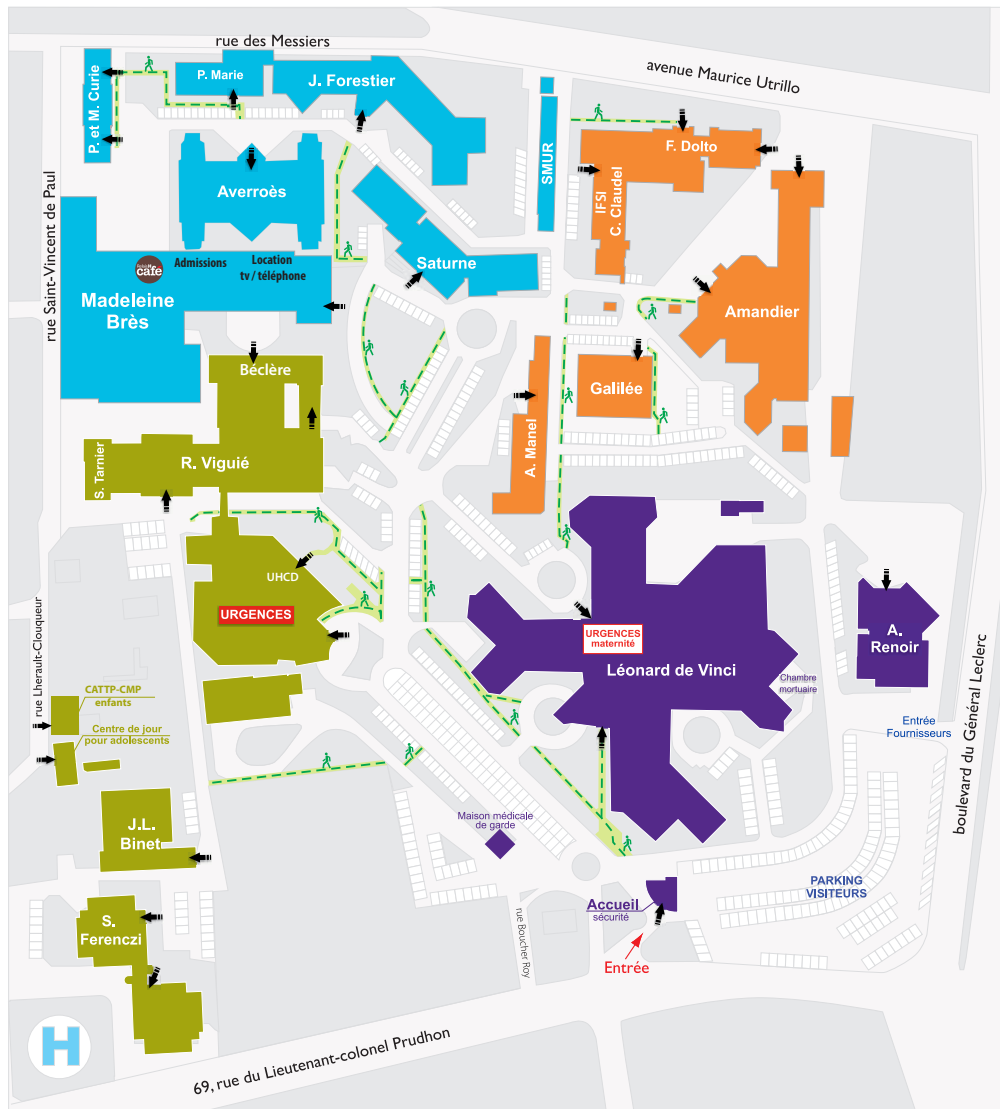 rue des Messiers
avenue Maurice Utrillo
P. et M. Curie
P. Marie
J. Forestier
SMUR
F. Dolto
IFSI
C. Claudel
rue Saint-Vincent de Paul
Averroès
Saturne
cafe
Admissions
Location
tv / téléphone
Madeleine
Brès
Amandier
Béclère
Galilée
A. Manel
S. Tarnier
R. Viguié
UHCD
URGENCES
URGENCES
maternité
Léonard de Vinci
A.
Renoir
Chambre
mortuaire
rue Lherault-Clouqueur
CATTP-CMP
enfants
Centre de jour
pour adolescents
Entrée
Fournisseurs
boulevard du Général Leclerc
J.L.
Binet
Maison médicale
de garde
PARKING
VISITEURS
Accueil
sécurité
S.
Ferenczi
rue Boucher Roy
Entrée
H
69, rue du Lieutenant-colonel Prudhon